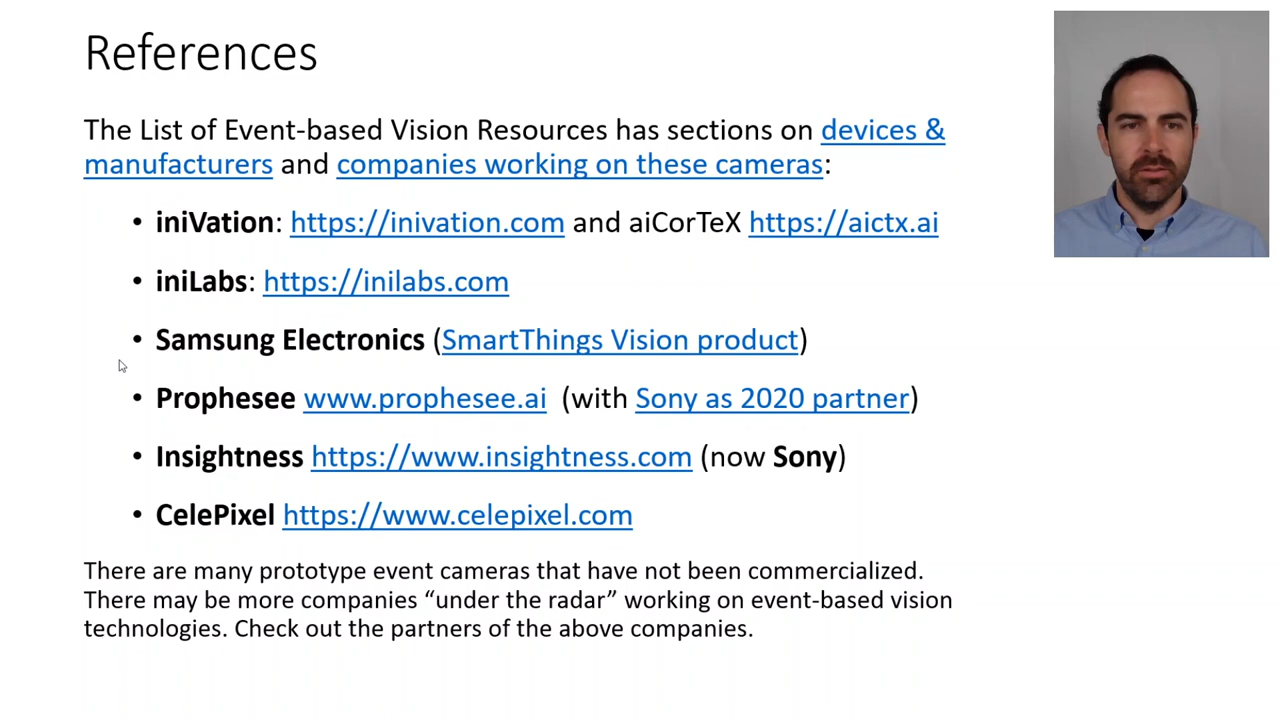 References
The List of Event-based Vision Resources has sections on devices &
manufacturers and companies working on these cameras:
• iniVation: https://inivation.com and aiCorTeX https://aictx.ai
• iniLabs: https://inilabs.com
• Samsung Electronics (SmartThings Vision product)
• Prophesee www.prophesee.ai (with Sony as 2020 partner)
• Insightness https://www.insightness.com (now Sony)
• CelePixel https://www.celepixel.com
There are many prototype event cameras that have not been commercialized.
There may be more companies “under the radar” working on event-based vision
technologies. Check out the partners of the above companies.